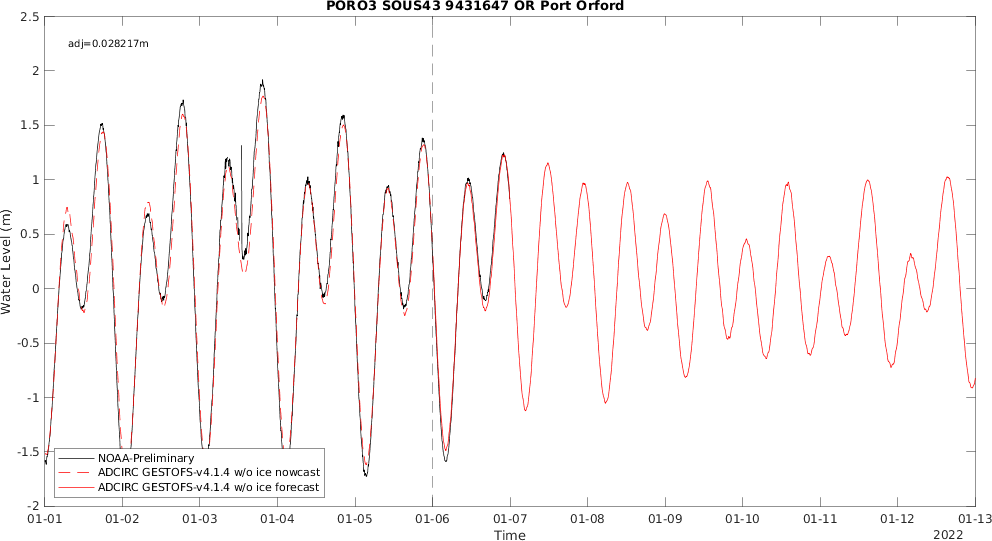 PORO3 SOUS43 9431647 OR Port Orford
adj=0.028217m
2.5
2
1.5
1
0.5
0
-0.5
-1
-1.5
-2
Water Level (m)
NOAA-Preliminary
ADCIRC GESTOFS-v4.1.4 w/o ice nowcast
ADCIRC GESTOFS-v4.1.4 w/o ice forecast
01-01 01-02 01-03 01-04 01-05 01-06 01-07 01-08 01-09 01-10 01-11 01-12 01-13
Time
2022